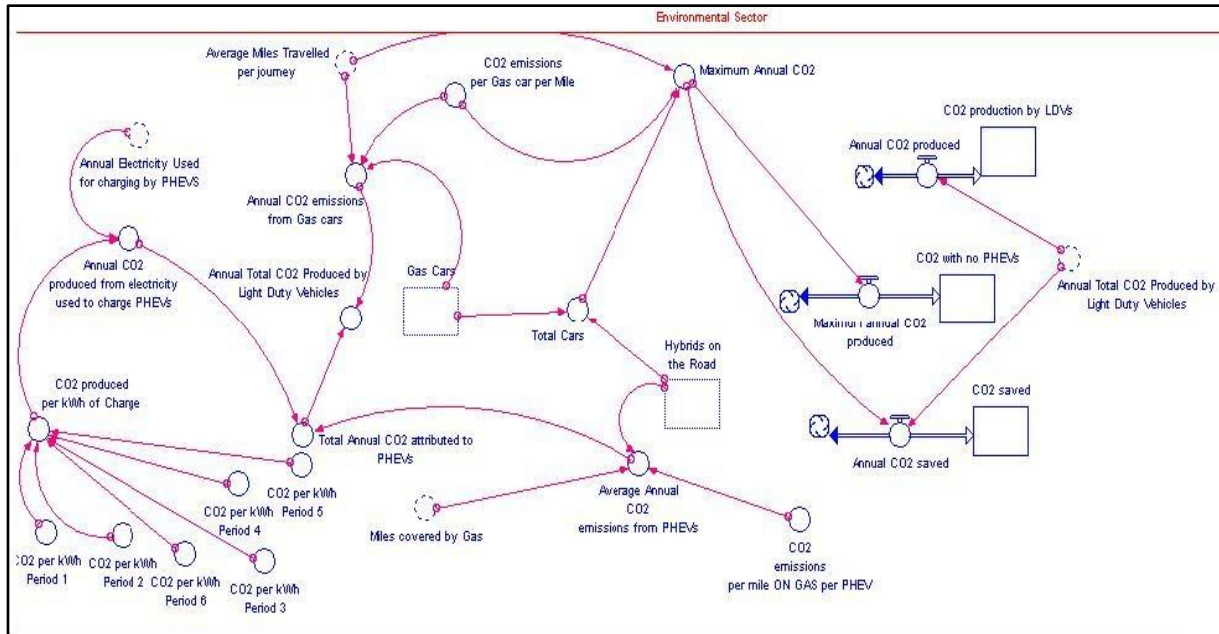 Environmental Sector
Average Miles Travelled
per journey
CO2 emissions
per Gas car per Mile
Maximum Annual CO2
CO2 production by LDVs
Annual CO2 produced
Annual Electricity Used
for charging by PHEVS
Annual CO2 emissions
from Gas cars
Annual CO2
produced from electricity
used to charge PHEVs
Annual Total CO2 Produced by
Light Duty Vehicles
Gas Cars
CO2 with no PHEVs
Annual Total CO2 Produced by
Light Duty Vehicles
Maximum annual CO2
produced
Total Cars
Hybrids on
the Road
CO2 produced
per kWh of Charge
CO2 saved
Total Annual CO2 attributed to
PHEVs
Annual CO2 saved
CO2 per kWh
Period 5
CO2 per kWh
Period 4
Average Annual
CO2
emissions from PHEVs
Miles covered by Gas
CO2
emissions
per mile ON GAS per PHEV
CO2 per kWh
Period 1
CO2 per kWh
Period 2
CO2 per kWh
Period 6
CO2 per kWh
Period 3